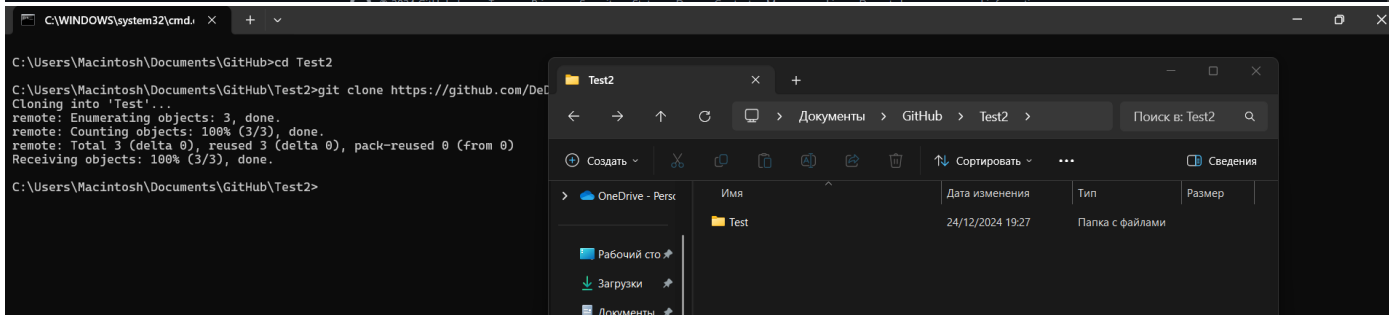 C:\WINDOWS\system32\cmd.
C:\Users\Macintosh\Documents\GitHub>cd Test2
C:\Users\Macintosh\Documents\GitHub\Test2>git clone https://github.com/DeD
Cloning into 'Test'...
remote: Enumerating objects: 3, done.
remote: Counting objects: 100% (3/3), done.
remote: Total 3 (delta 0), reused 3 (delta 0), pack-reused 0 (from 0)
Receiving objects: 100% (3/3), done.
C:\Users\Macintosh\Documents\GitHub\Test2>
Test2
Документы > GitHub > Test2 >
Поиск в: Test2
Создать
Сортировать
Сведения
OneDrive - Persc
Имя
Дата изменения
Тип
Размер
Test
24/12/2024 19:27
Папка с файлами
Рабочий сто
Загрузки
Документы